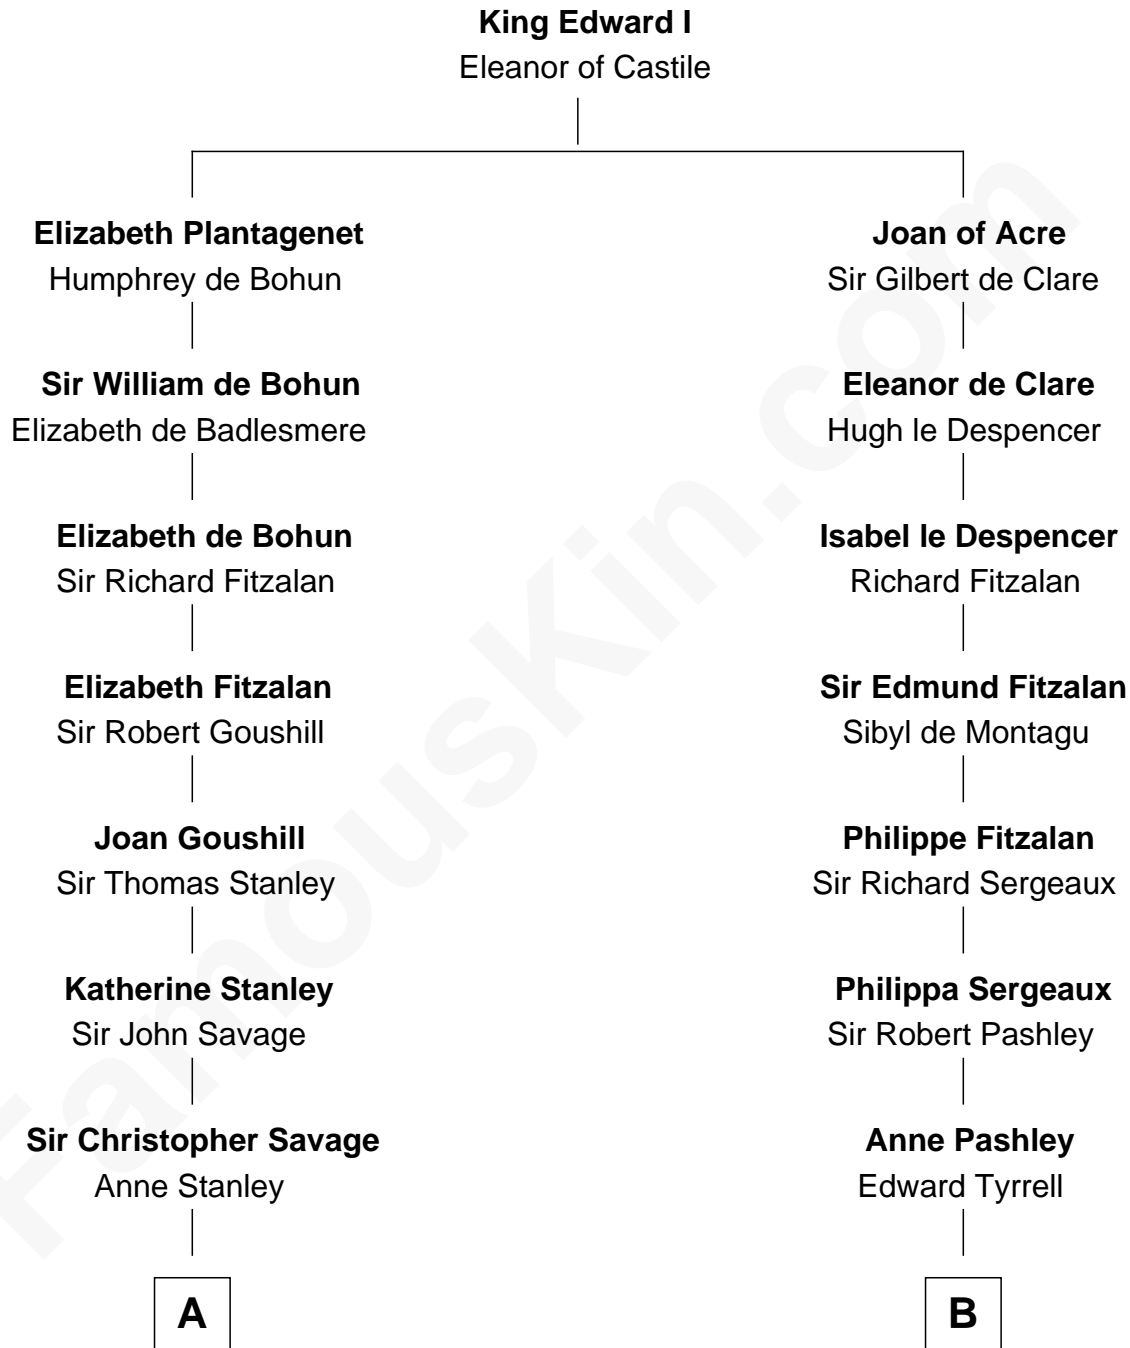 King Edward I
Eleanor of Castile
Elizabeth Plantagenet
Humphrey de Bohun
Joan of Acre
Sir Gilbert de Clare
Sir William de Bohun
Elizabeth de Badlesmere
Eleanor de Clare
Hugh le Despencer
Elizabeth de Bohun
Sir Richard Fitzalan
Isabel le Despencer
Richard Fitzalan
Elizabeth Fitzalan
Sir Robert Goushill
Sir Edmund Fitzalan
Sibyl de Montagu
Joan Goushill
Sir Thomas Stanley
Philippe Fitzalan
Sir Richard Sergeaux
Katherine Stanley
Sir John Savage
Philippa Sergeaux
Sir Robert Pashley
Sir Christopher Savage
Anne Stanley
Anne Pashley
Edward Tyrrell
A
B
FamousKin.com